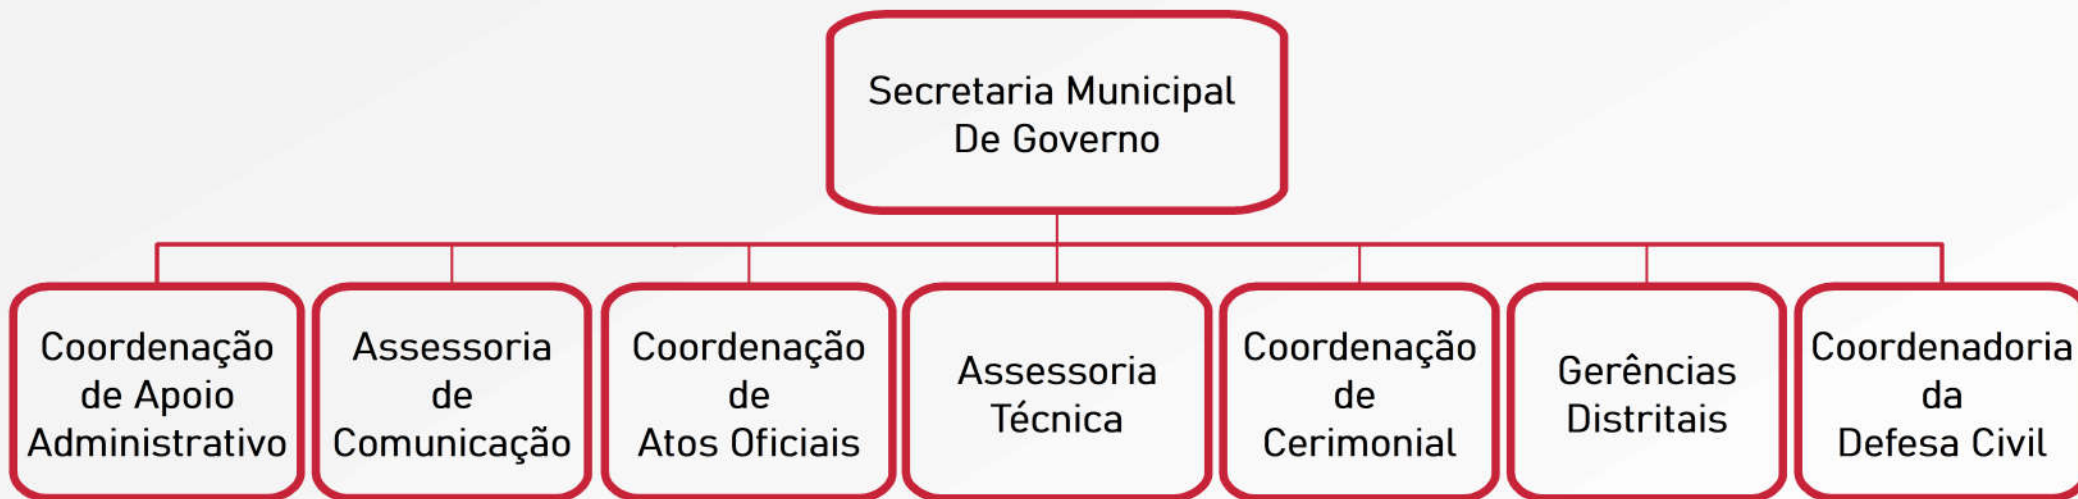 Secretaria Municipal
De Governo
Coordenação
de Apoio
Administrativo
Assessoria
de
Comunicação
Coordenação
de
Atos Oficiais
Assessoria
Técnica
Coordenação
de
Cerimonial
Gerências
Distritais
Coordenadoria
da
Defesa Civil